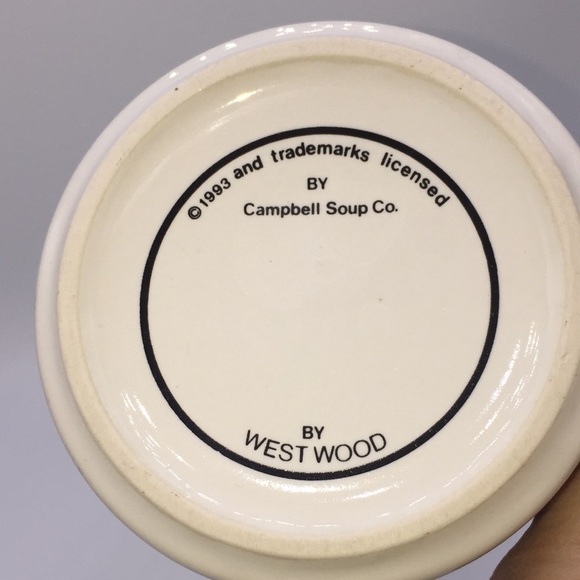 ©1993 and trademarks licensed
BY
Campbell Soup Co.
BY
WEST WOOD